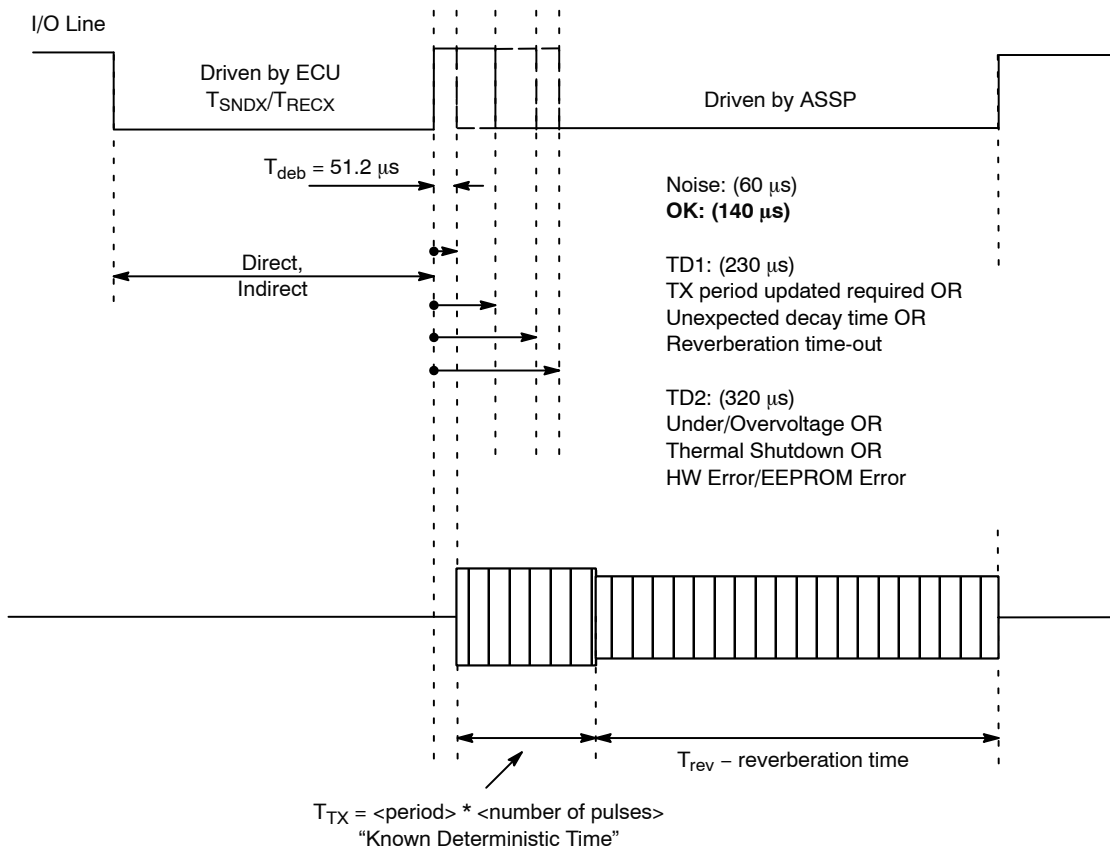 I/O Line
Driven by ECU
TSNDX/TRECX
Driven by ASSP
Tdeb = 51.2 μs
Noise: (60 μs)
OK: (140 μs)
Direct,
Indirect
TD1: (230 μs)
TX period updated required OR
Unexpected decay time OR
Reverberation time-out
TD2: (320 μs)
Under/Overvoltage OR
Thermal Shutdown OR
HW Error/EEPROM Error
Trev – reverberation time
TTX = <period> * <number of pulses>
“Known Deterministic Time”